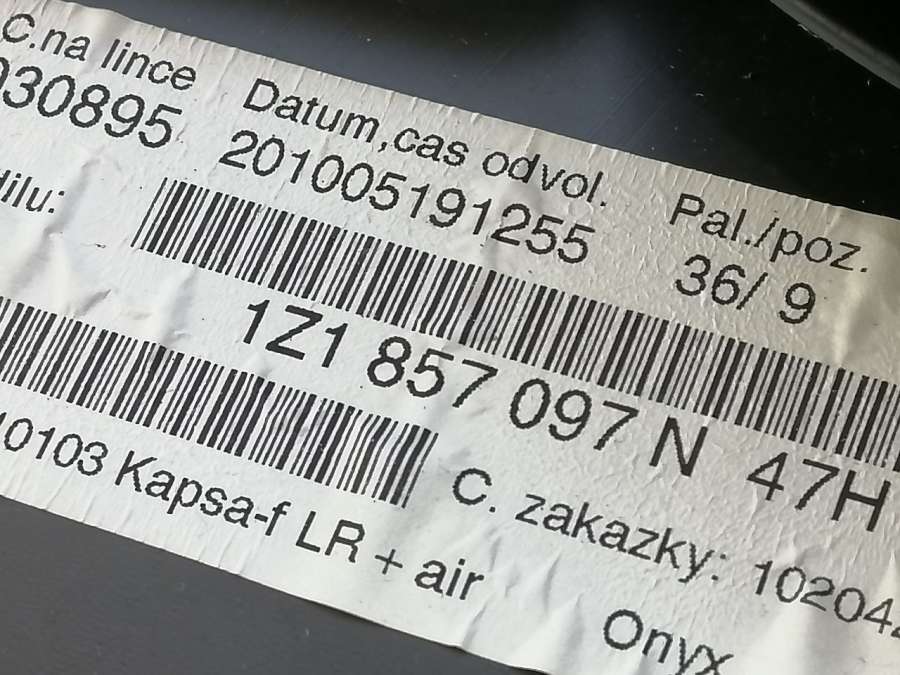 C.na lince Datum,cas odvol. Pal./poz.
030895 201005191255 36/ 9
dilu:
1Z1 857 097 N 47H
C. zakazky: 10204
10103 Kapsa-f LR + air
Onyx